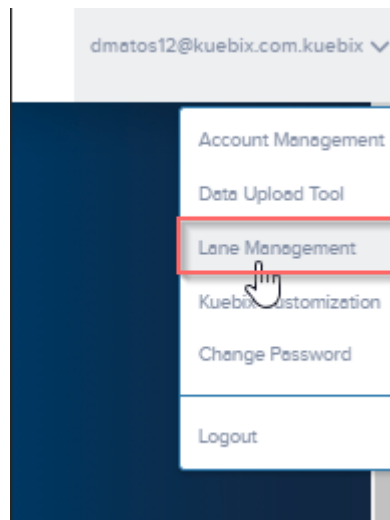 dmatos12@kuebix.com.kuebix
Account Management
Data Upload Tool
Lane Management
Kuebix Customization
Change Password
Logout